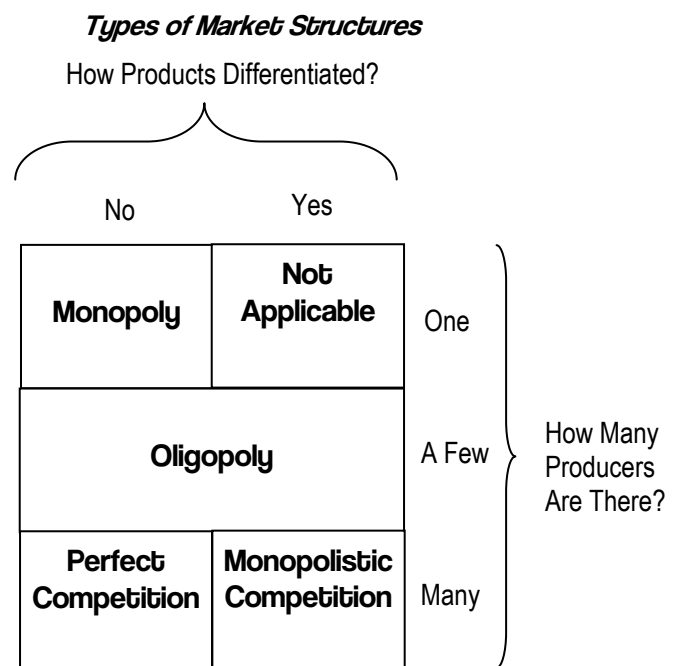 Types of Market Structures
How Products Differentiated?
No
Yes
Monopoly
Not
Applicable
One
Oligopoly
A Few
How Many
Producers
Are There?
Perfect
Competition
Monopolistic
Competition
Many